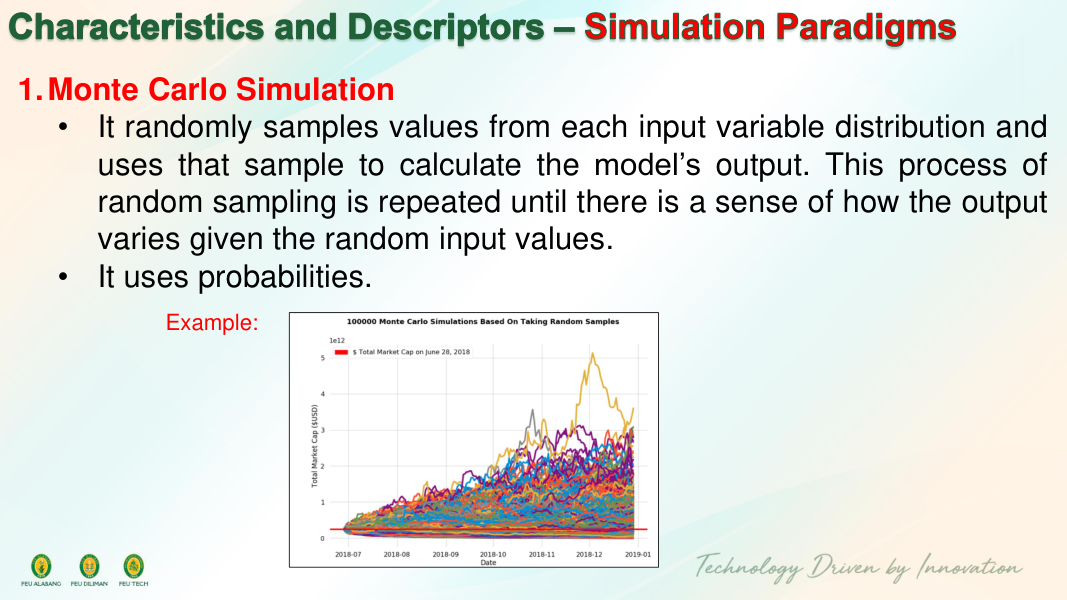 Characteristics and Descriptors – Simulation Paradigms
1. Monte Carlo Simulation
• It randomly samples values from each input variable distribution and
uses that sample to calculate the model’s output. This process of
random sampling is repeated until there is a sense of how the output
varies given the random input values.
• It uses probabilities.
Example:
100000 Monte Carlo Simulations Based On Taking Random Samples
1e12
$ Total Market Cap on June 28, 2018
5
4
3
2
1
0
Total Market Cap ($USD)
2018-07 2018-08 2018-09 2018-10 2018-11 2018-12 2019-01
Date
FEU ALABANG FEU DILIMAN FEU TECH
Technology Driven by Innovation